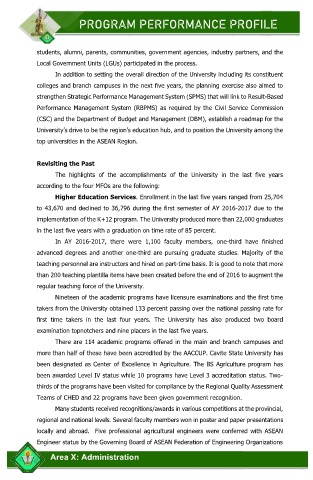 PROGRAM PERFORMANCE PROFILE
students, alumni, parents, communities, government agencies, industry partners, and the
Local Government Units (LGUs) participated in the process.
In addition to setting the overall direction of the University including its constituent
colleges and branch campuses in the next five years, the planning exercise also aimed to
strengthen Strategic Performance Management System (SPMS) that will link to Result-Based
Performance Management System (RBPMS) as required by the Civil Service Commission
(CSC) and the Department of Budget and Management (DBM), establish a roadmap for the
University's drive to be the region's education hub, and to position the University among the
top universities in the ASEAN Region.
Revisiting the Past
The highlights of the accomplishments of the University in the last five years
according to the four MFOs are the following:
Higher Education Services. Enrollment in the last five years ranged from 25,704
to 43,670 and declined to 36,796 during the first semester of AY 2016-2017 due to the
implementation of the K+12 program. The University produced more than 22,000 graduates
in the last five years with a graduation on time rate of 85 percent.
In AY 2016-2017, there were 1,100 faculty members, one-third have finished
advanced degrees and another one-third are pursuing graduate studies. Majority of the
teaching personnel are instructors and hired on part-time basis. It is good to note that more
than 200 teaching plantilla items have been created before the end of 2016 to augment the
regular teaching force of the University.
Nineteen of the academic programs have licensure examinations and the first time
takers from the University obtained 133 percent passing over the national passing rate for
first time takers in the last four years. The University has also produced two board
examination topnotchers and nine placers in the last five years.
There are 114 academic programs offered in the main and branch campuses and
more than half of these have been accredited by the AACCUP. Cavite State University has
been designated as Center of Excellence in Agriculture. The BS Agriculture program has
been awarded Level IV status while 10 programs have Level 3 accreditation status. Two-
thirds of the programs have been visited for compliance by the Regional Quality Assessment
Teams of CHED and 22 programs have been given government recognition.
Many students received recognitions/awards in various competitions at the provincial,
regional and national levels. Several faculty members won in poster and paper presentations
locally and abroad. Five professional agricultural engineers were conferred with ASEAN
Engineer status by the Governing Board of ASEAN Federation of Engineering Organizations
Area X: Administration